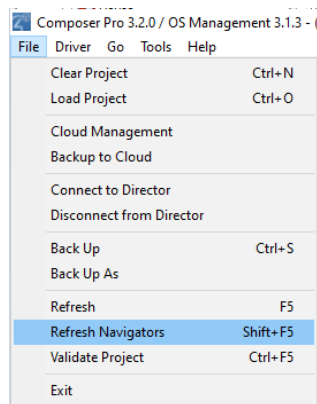 Composer Pro 3.2.0 / OS Management 3.1.3 - (
File Driver Go Tools Help
Clear Project Ctrl+N
Load Project Ctrl+O
Cloud Management
Backup to Cloud
Connect to Director
Disconnect from Director
Back Up Ctrl+S
Back Up As
Refresh F5
Refresh Navigators Shift+F5
Validate Project Ctrl+F5
Exit